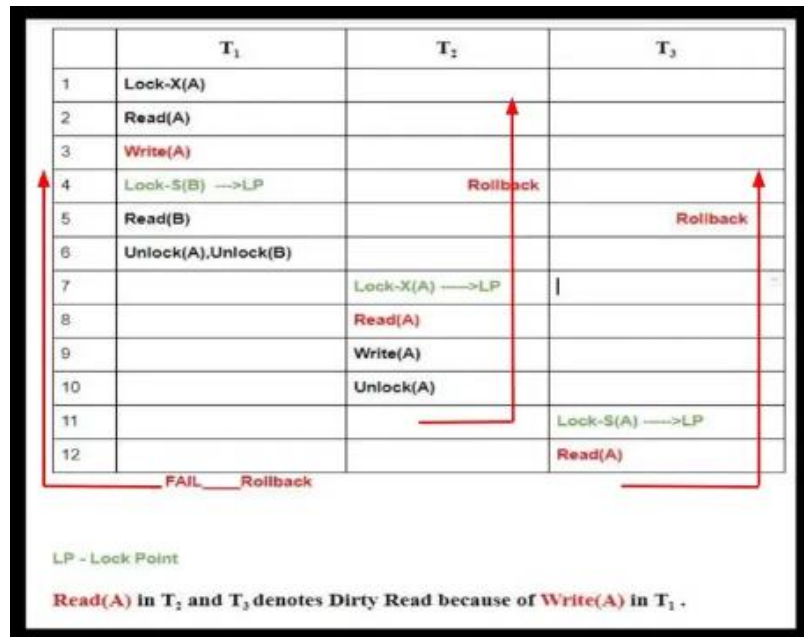 T₁ T₂ T₃
1 Lock-X(A)
2 Read(A)
3 Write(A)
4 Lock-S(B) --->LP Rollback
5 Read(B) Rollback
6 Unlock(A),Unlock(B)
7 Lock-X(A) ----->LP
8 Read(A)
9 Write(A)
10 Unlock(A)
11 Lock-S(A) ----->LP
12 Read(A)
FAIL____Rollback
LP - Lock Point
Read(A) in T₂ and T₃ denotes Dirty Read because of Write(A) in T₁ .